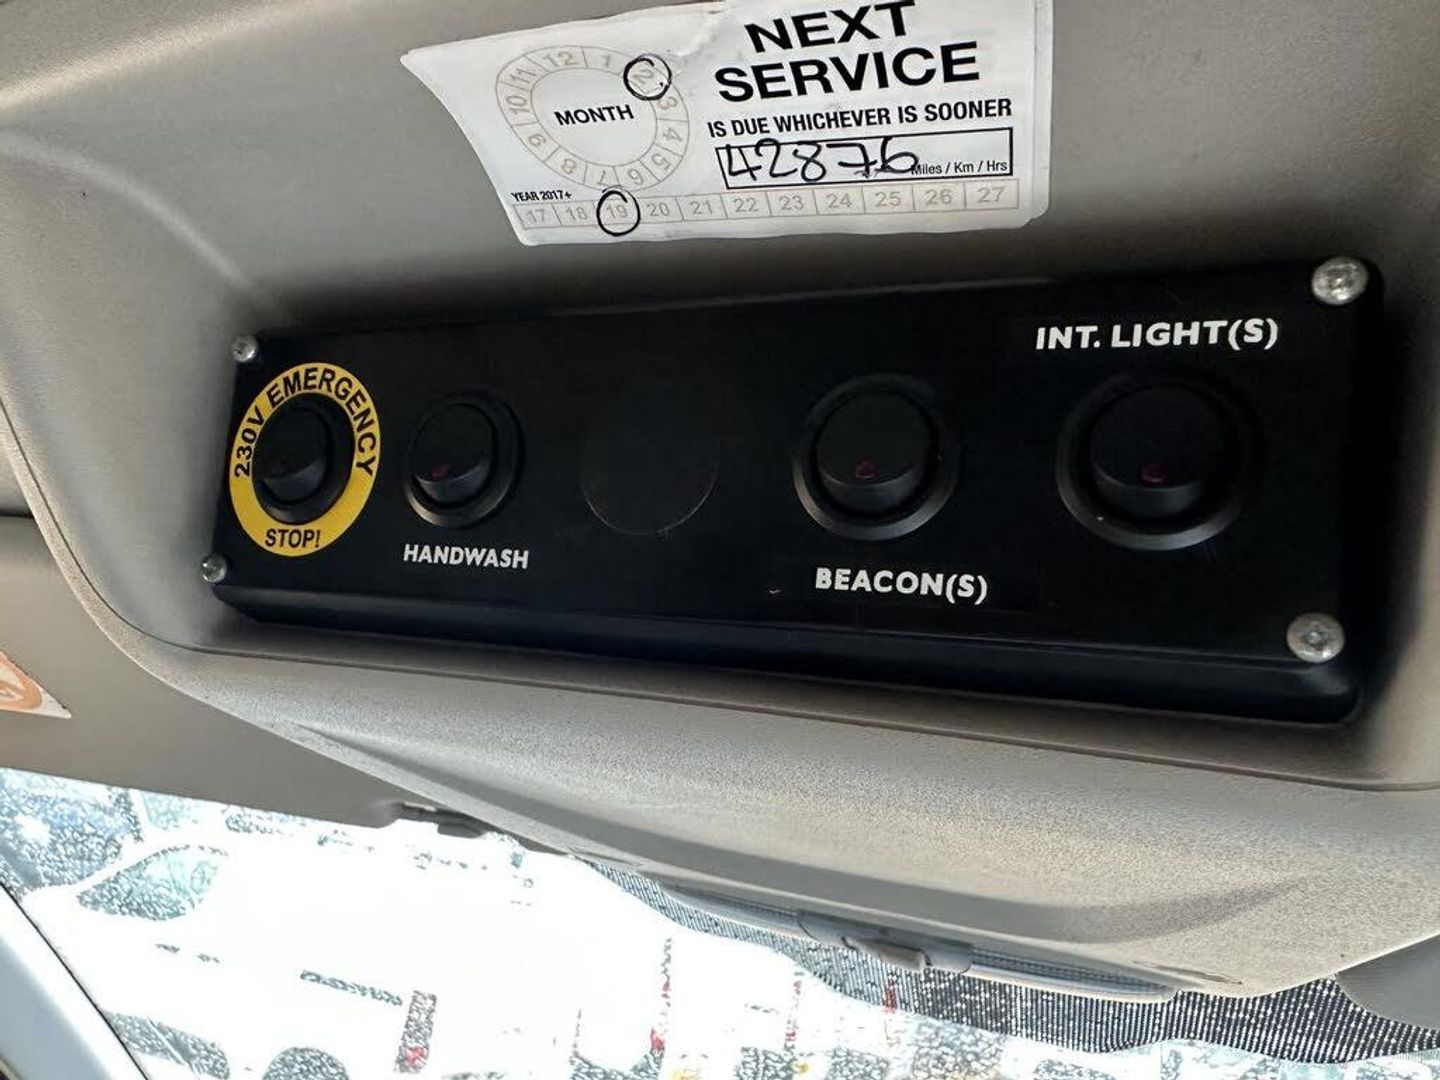 NEXT
SERVICE
IS DUE WHICHEVER IS SOONER
42876 Miles / Km / Hrs
MONTH
1 2 3 4 5 6 7 8 9 10 11 12
YEAR 2017+
17 18 19 20 21 22 23 24 25 26 27
INT. LIGHT(S)
230V EMERGENCY
STOP!
HANDWASH
BEACON(S)